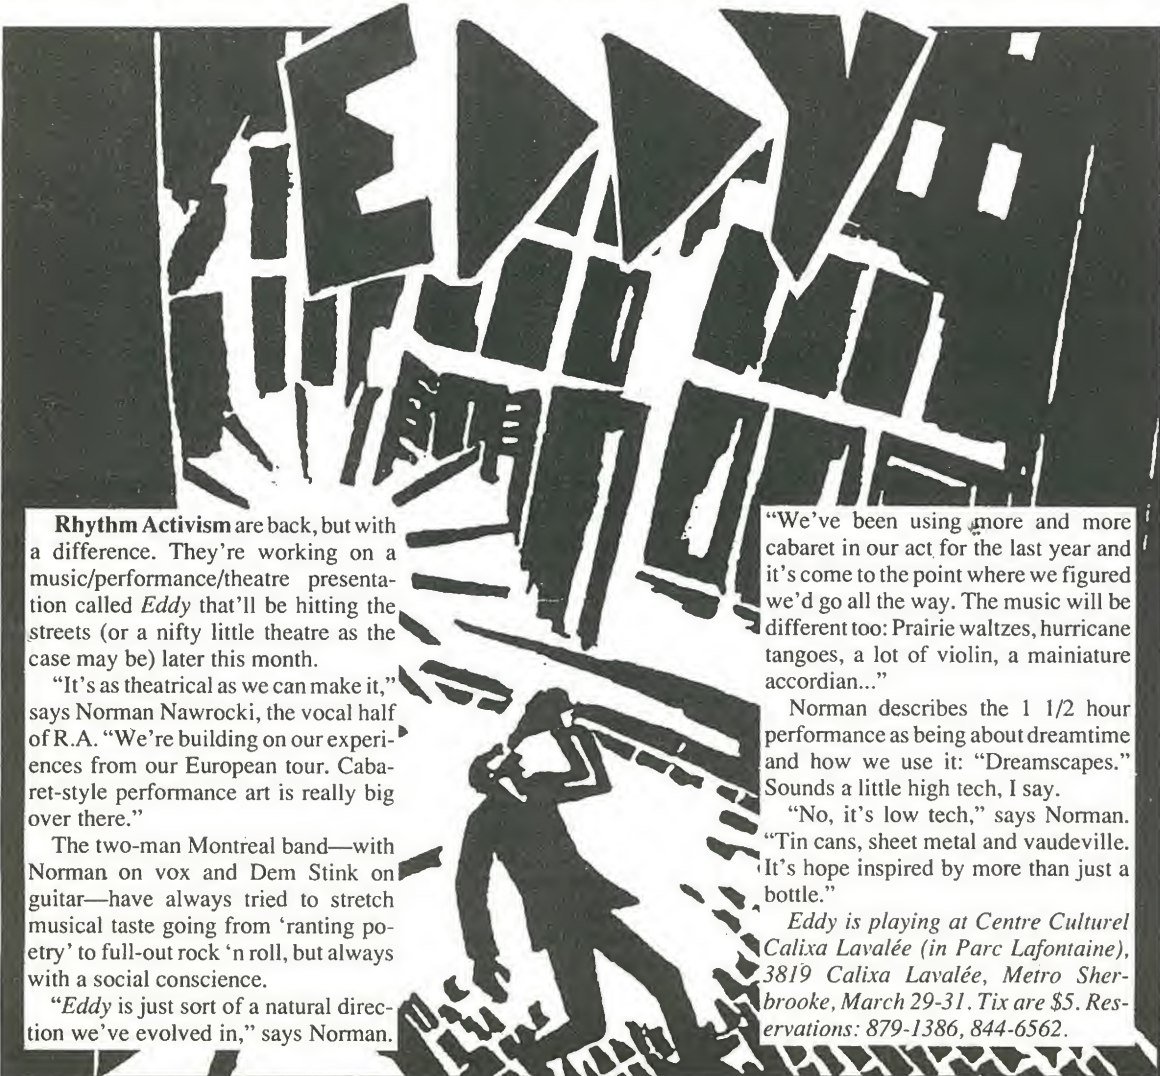 EDDY
Rhythm Activism are back, but with
a difference. They're working on a
music/performance/theatre presenta-
tion called Eddy that'll be hitting the
streets (or a nifty little theatre as the
case may be) later this month.
"It's as theatrical as we can make it,"
says Norman Nawrocki, the vocal half
of R.A. "We're building on our experi-
ences from our European tour. Caba-
ret-style performance art is really big
over there."
The two-man Montreal band—with
Norman on vox and Dem Stink on
guitar—have always tried to stretch
musical taste going from 'ranting po-
etry' to full-out rock 'n roll, but always
with a social conscience.
"Eddy is just sort of a natural direc-
tion we've evolved in," says Norman.
"We've been using more and more
cabaret in our act for the last year and
it's come to the point where we figured
we'd go all the way. The music will be
different too: Prairie waltzes, hurricane
tangoes, a lot of violin, a mainiature
accordian..."
Norman describes the 1 1/2 hour
performance as being about dreamtime
and how we use it: "Dreamscapes."
Sounds a little high tech, I say.
"No, it's low tech," says Norman.
"Tin cans, sheet metal and vaudeville.
It's hope inspired by more than just a
bottle."
Eddy is playing at Centre Culturel
Calixa Lavalée (in Parc Lafontaine),
3819 Calixa Lavalée, Metro Sher-
brooke, March 29-31. Tix are $5. Res-
ervations: 879-1386, 844-6562.